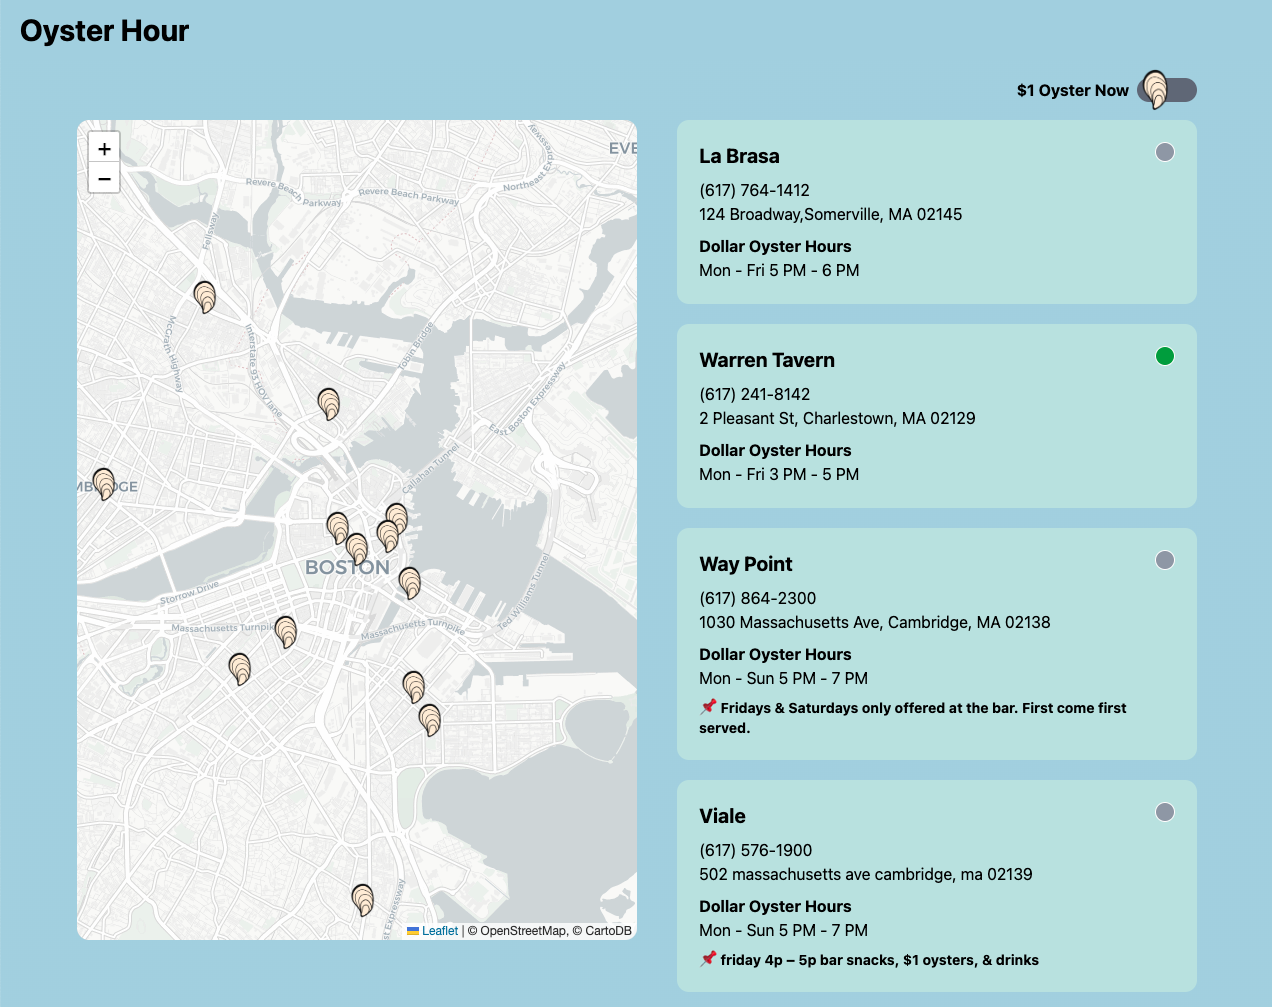 Oyster Hour
$1 Oyster Now
+
−
EVE
Revere Beach Parkway
Revere Beach Parkway
Northeast Expr
Fellsway
McGrath Highway
Interstate 93 HOV Lane
Tobin Bridge
East Boston Expressway
Callahan Tunnel
BOSTON
Storrow Drive
Ted Williams Tunnel
Massachusetts Turnpike
Massachusetts Turnpike
Leaflet | © OpenStreetMap, © CartoDB
La Brasa
(617) 764-1412
124 Broadway,Somerville, MA 02145
Dollar Oyster Hours
Mon - Fri 5 PM - 6 PM
Warren Tavern
(617) 241-8142
2 Pleasant St, Charlestown, MA 02129
Dollar Oyster Hours
Mon - Fri 3 PM - 5 PM
Way Point
(617) 864-2300
1030 Massachusetts Ave, Cambridge, MA 02138
Dollar Oyster Hours
Mon - Sun 5 PM - 7 PM
📌 Fridays & Saturdays only offered at the bar. First come first
served.
Viale
(617) 576-1900
502 massachusetts ave cambridge, ma 02139
Dollar Oyster Hours
Mon - Sun 5 PM - 7 PM
📌 friday 4p – 5p bar snacks, $1 oysters, & drinks